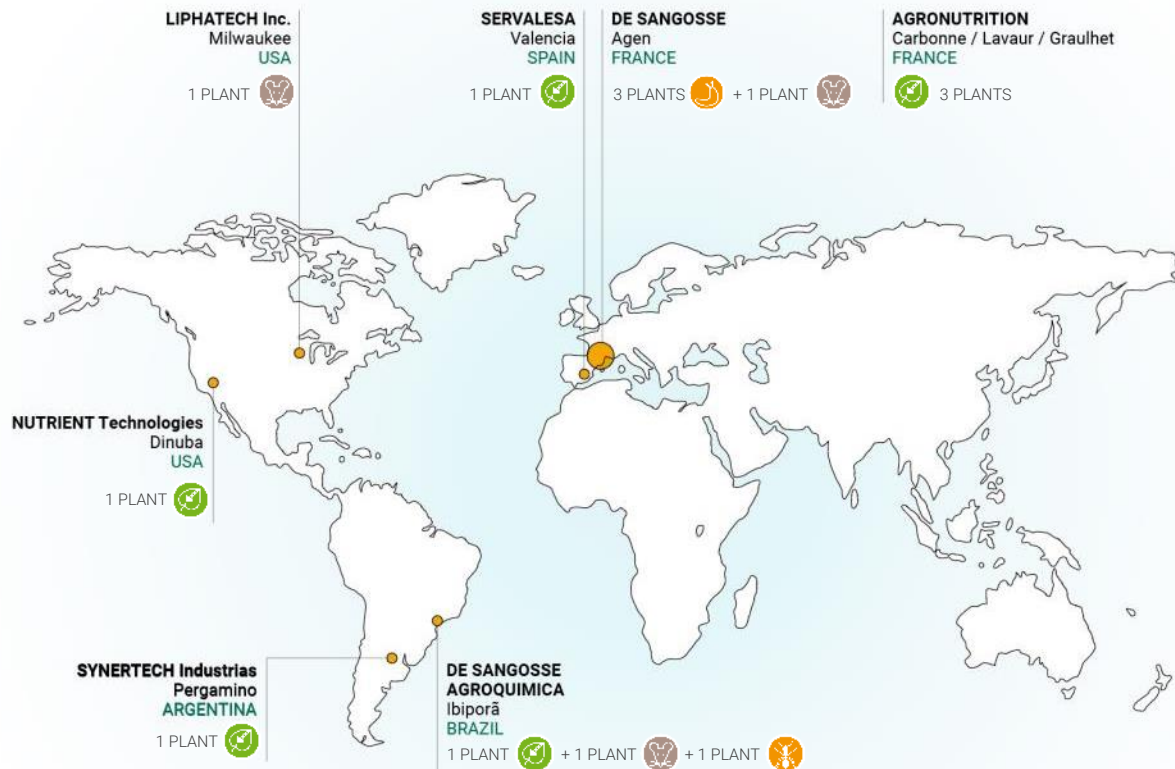 LIPHATECH Inc.
Milwaukee
USA
1 PLANT
SERVALESA
Valencia
SPAIN
1 PLANT
DE SANGOSSE
Agen
FRANCE
3 PLANTS + 1 PLANT
AGRONUTRITION
Carbonne / Lavaur / Graulhet
FRANCE
3 PLANTS
NUTRIENT Technologies
Dinuba
USA
1 PLANT
SYNERTECH Industrias
Pergamino
ARGENTINA
1 PLANT
DE SANGOSSE
AGROQUIMICA
Ibiporã
BRAZIL
1 PLANT + 1 PLANT + 1 PLANT